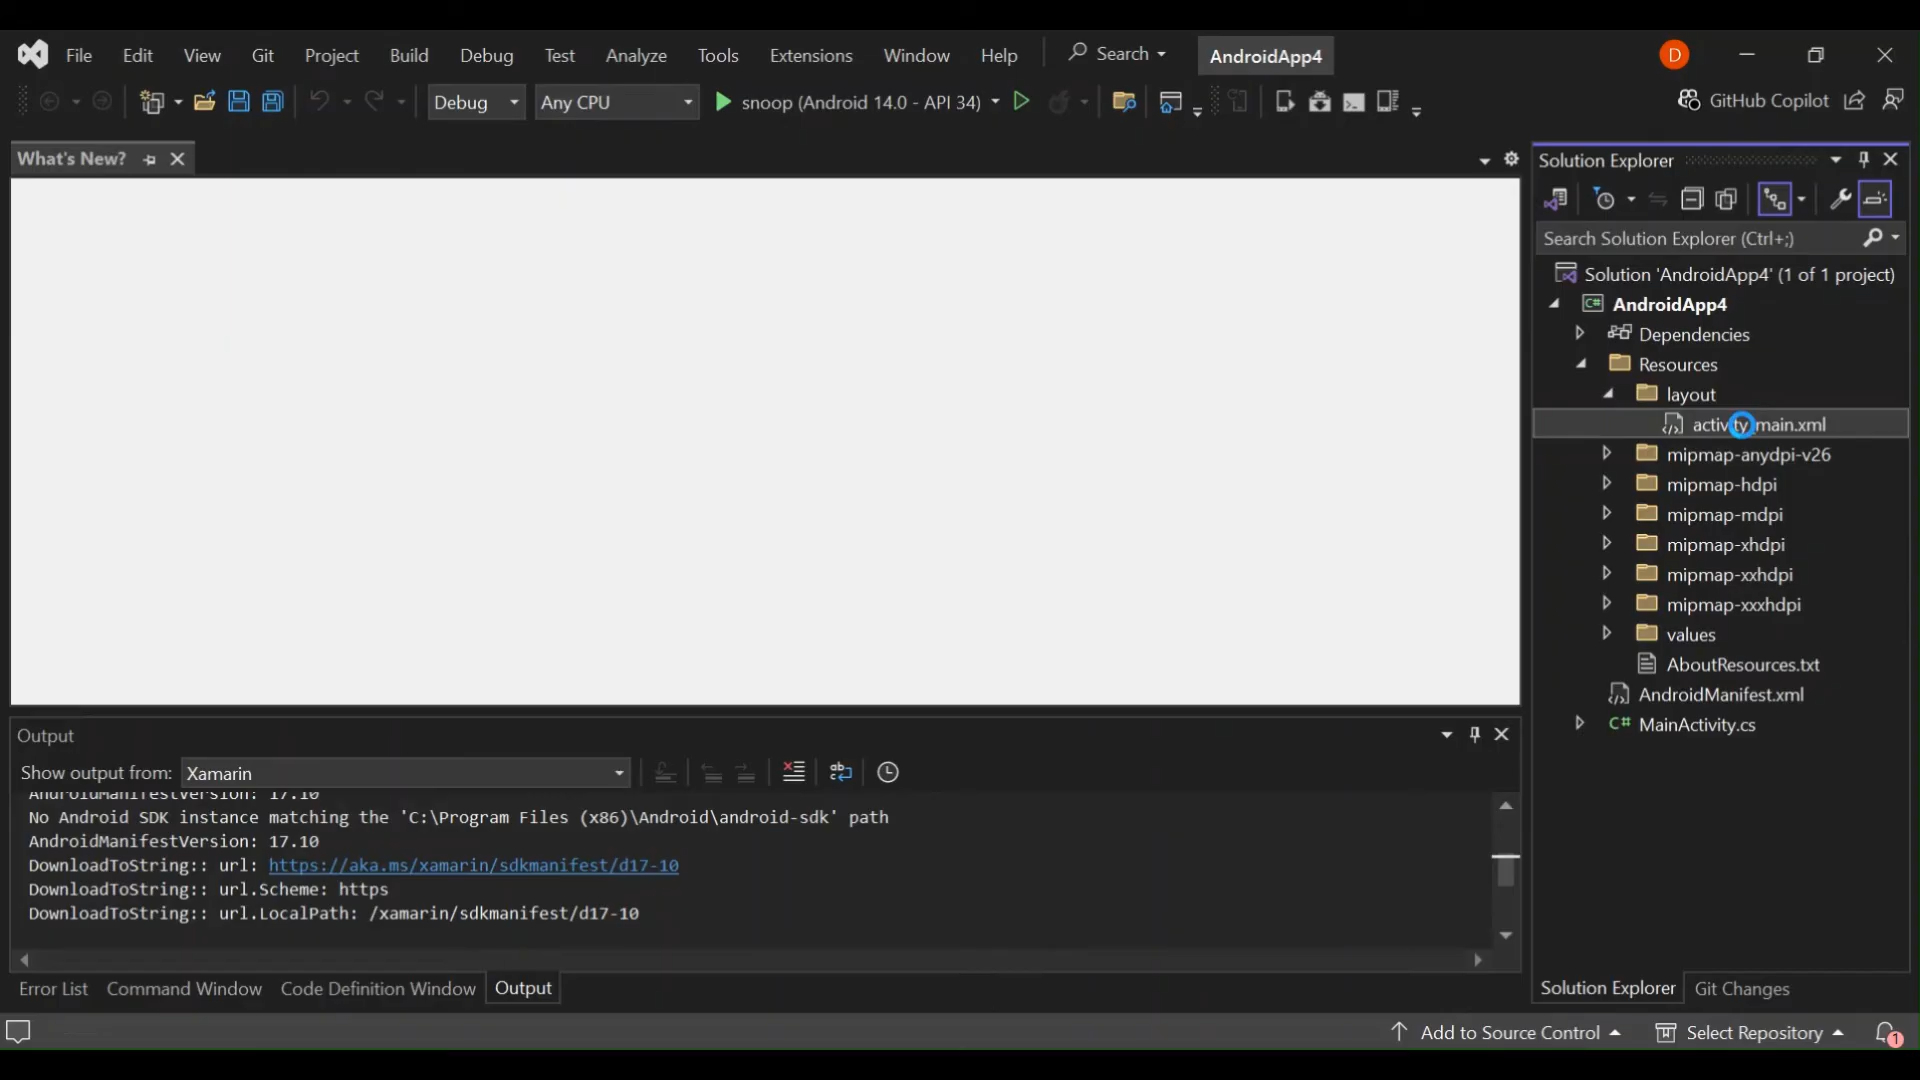 File Edit View Git Project Build Debug Test Analyze Tools Extensions Window Help Search AndroidApp4 D
Debug Any CPU snoop (Android 14.0 - API 34) GitHub Copilot
What's New?
Solution Explorer
Search Solution Explorer (Ctrl+;)
Solution 'AndroidApp4' (1 of 1 project)
C# AndroidApp4
Dependencies
Resources
layout
activity_main.xml
mipmap-anydpi-v26
mipmap-hdpi
mipmap-mdpi
mipmap-xhdpi
mipmap-xxhdpi
mipmap-xxxhdpi
values
AboutResources.txt
AndroidManifest.xml
C# MainActivity.cs
Output
Show output from: Xamarin
AndroidManifestVersion: 17.10
No Android SDK instance matching the 'C:\Program Files (x86)\Android\android-sdk' path
AndroidManifestVersion: 17.10
DownloadToString:: url: https://aka.ms/xamarin/sdkmanifest/d17-10
DownloadToString:: url.Scheme: https
DownloadToString:: url.LocalPath: /xamarin/sdkmanifest/d17-10
Error List Command Window Code Definition Window Output
Solution Explorer Git Changes
Add to Source Control Select Repository 1